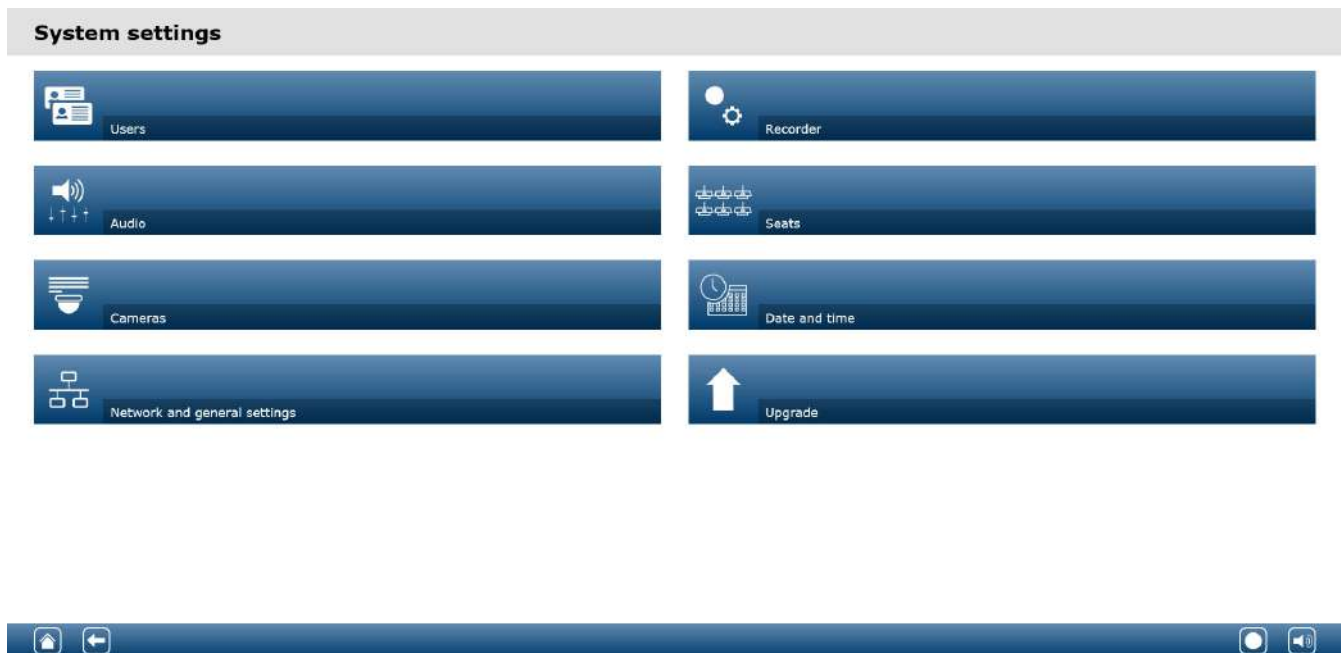 System settings
Users
Recorder
Audio
Seats
Cameras
Date and time
Network and general settings
Upgrade